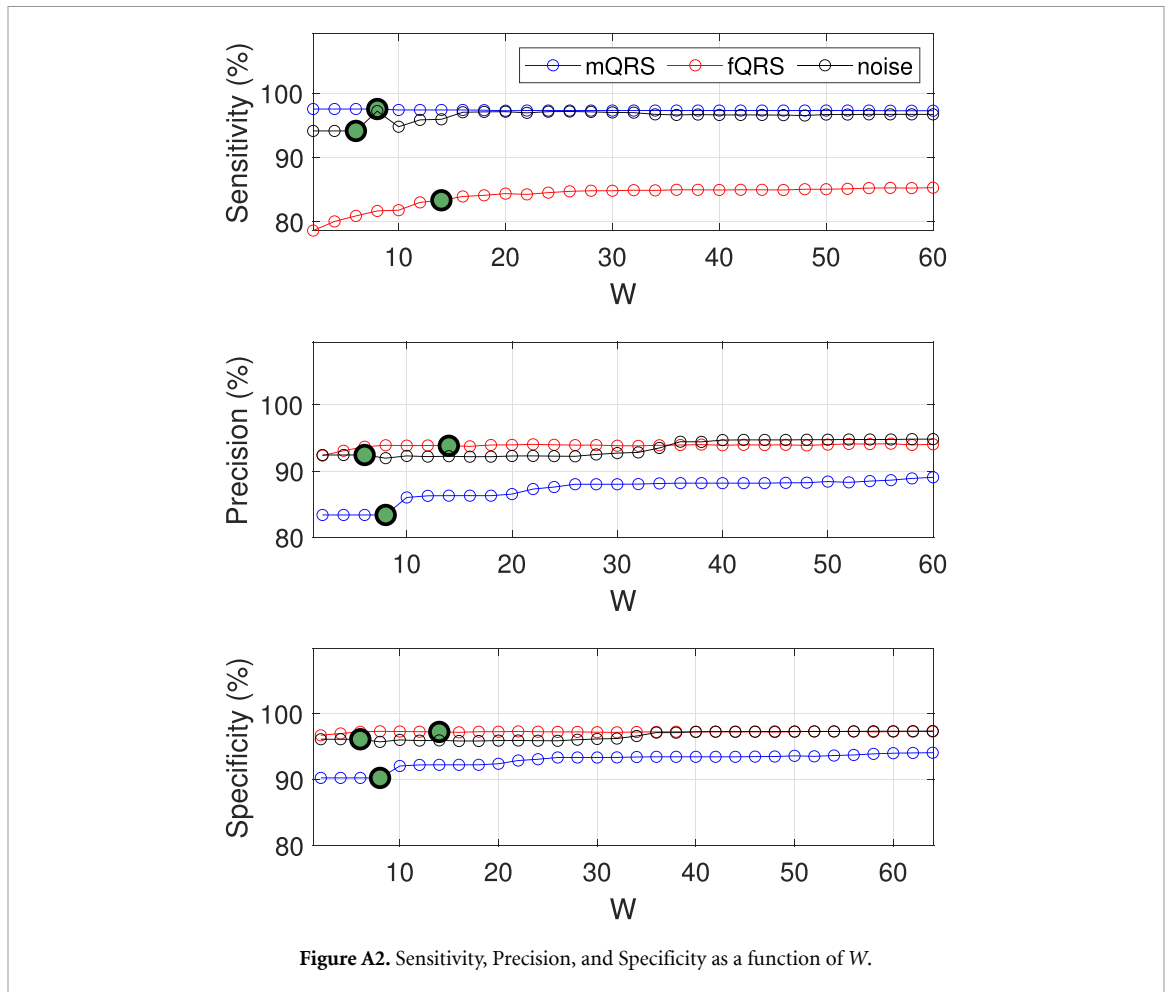 Sensitivity (%)
mQRS fQRS noise
100
90
80
10 20 30 40 50 60
W
Precision (%)
100
90
80
10 20 30 40 50 60
W
Specificity (%)
100
90
80
10 20 30 40 50 60
W
Figure A2. Sensitivity, Precision, and Specificity as a function of W.